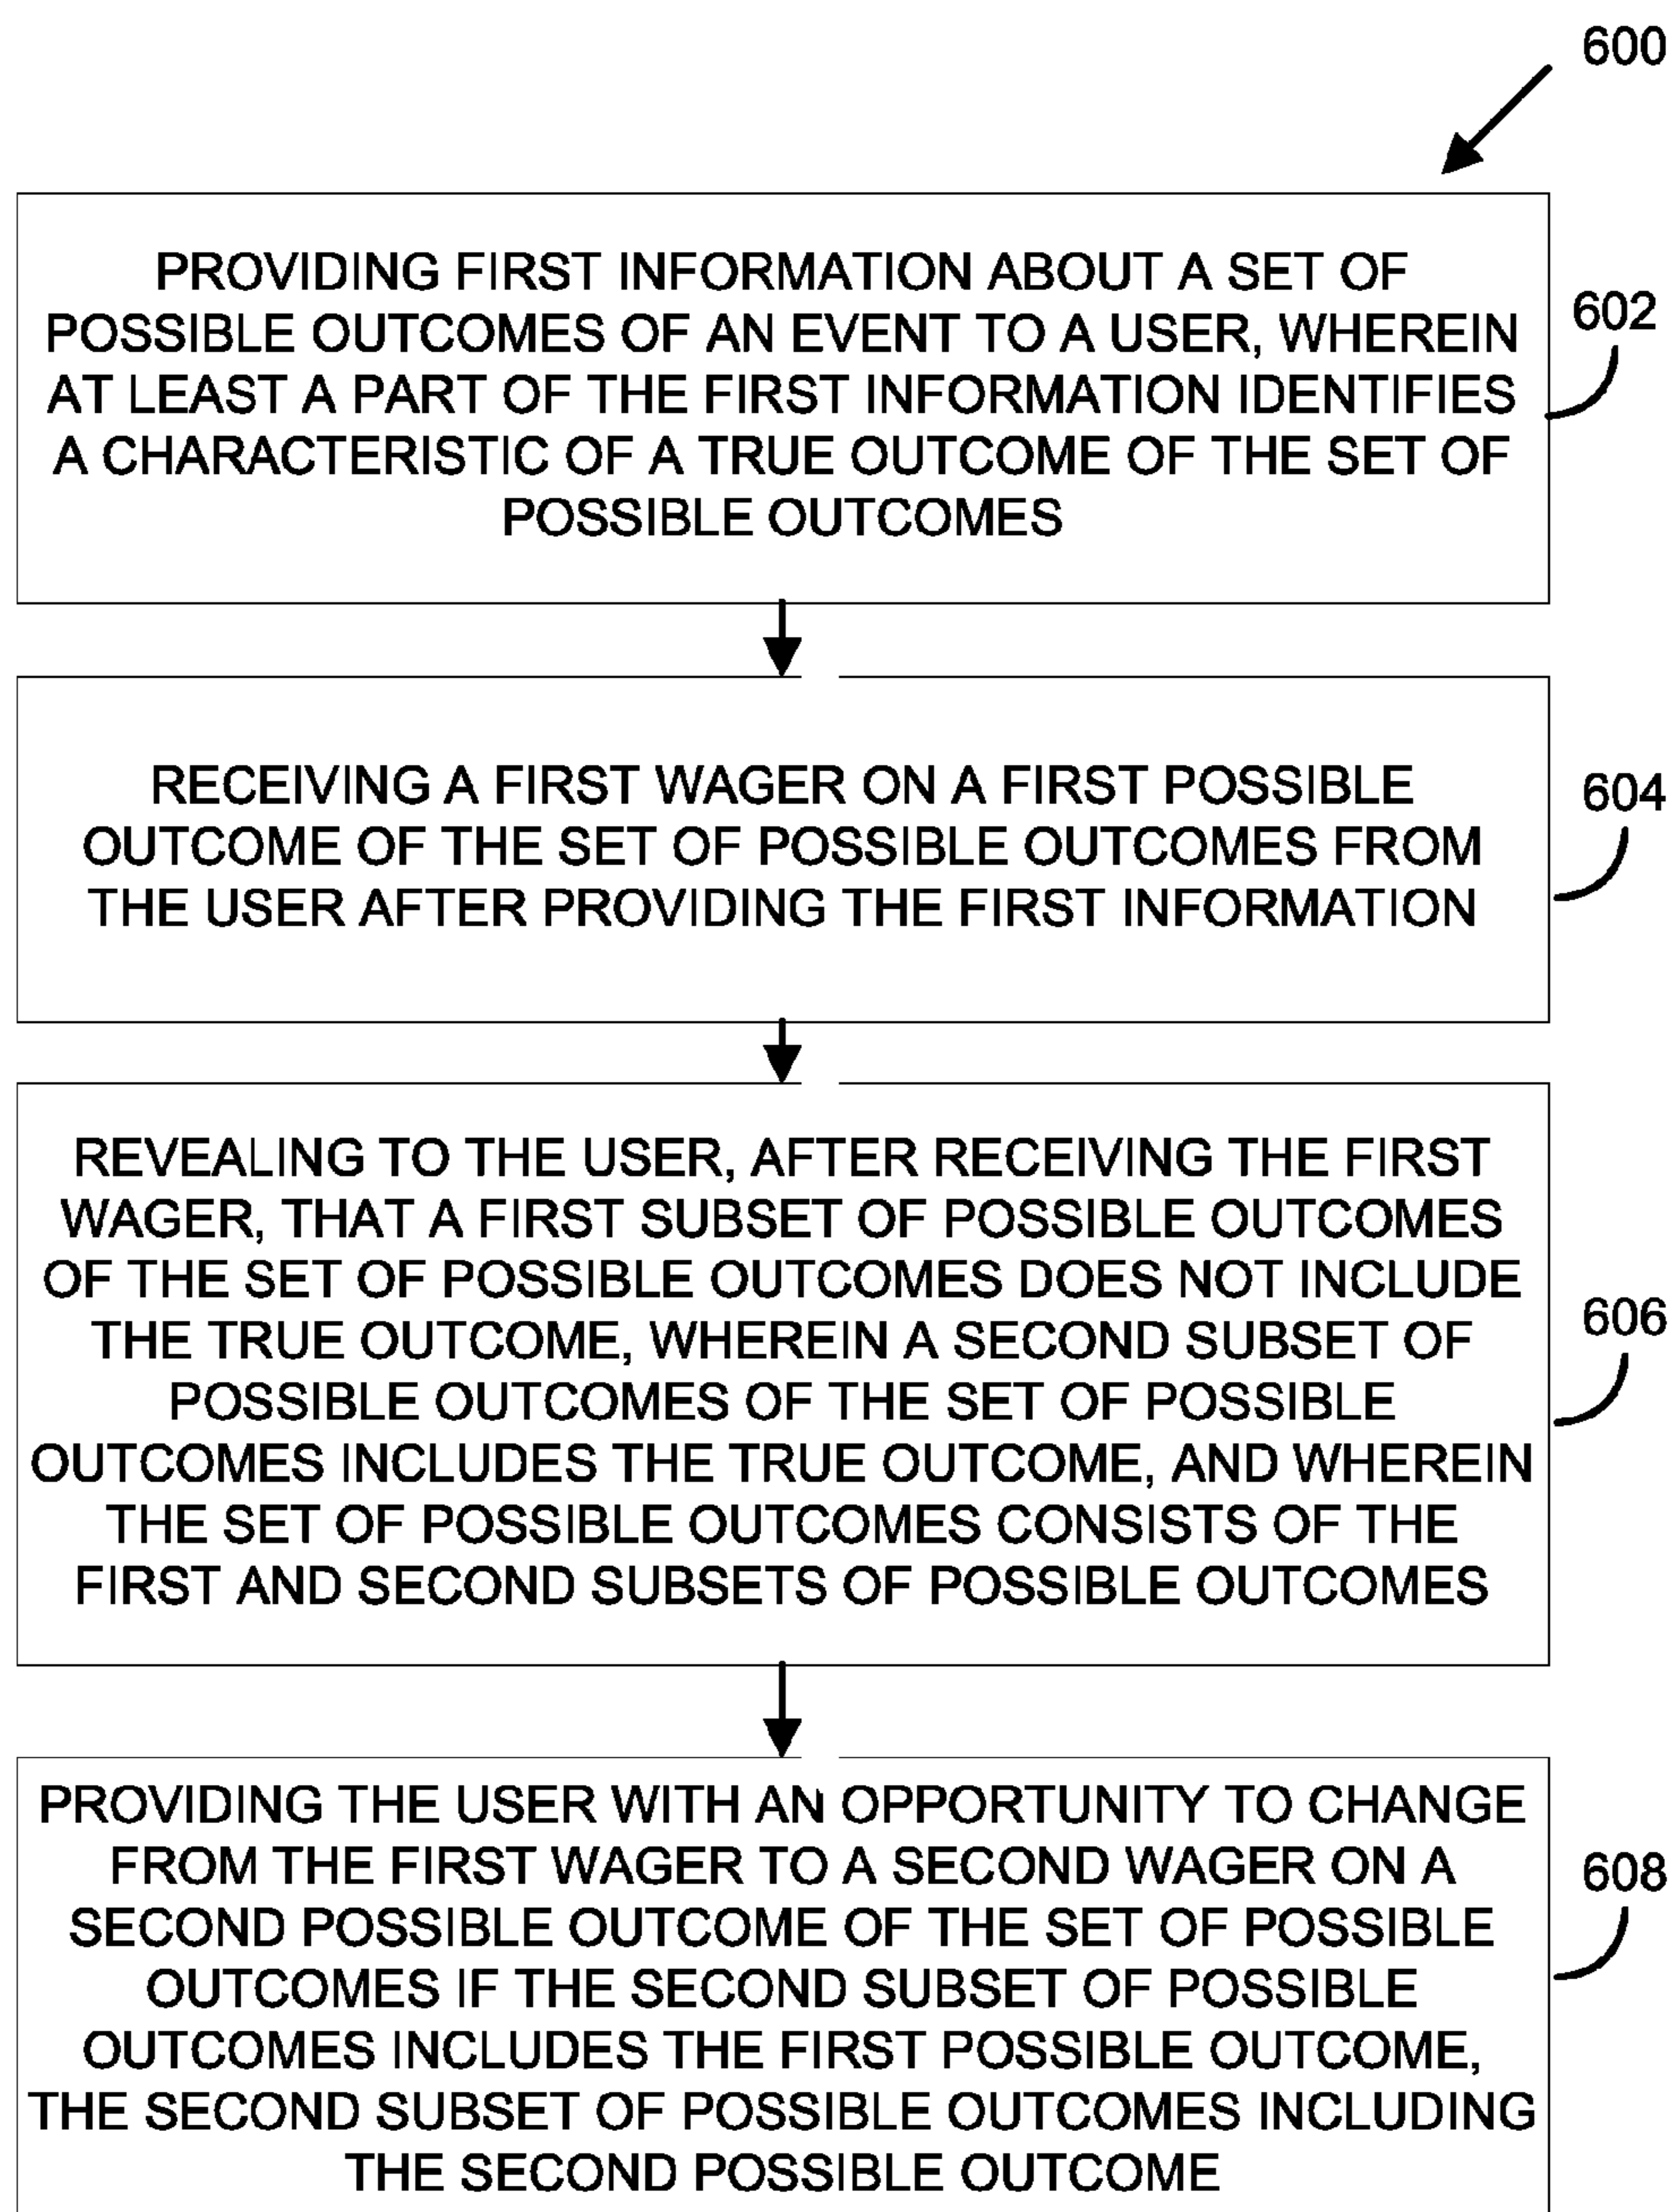 600
PROVIDING FIRST INFORMATION ABOUT A SET OF
POSSIBLE OUTCOMES OF AN EVENT TO A USER, WHEREIN
AT LEAST A PART OF THE FIRST INFORMATION IDENTIFIES
A CHARACTERISTIC OF A TRUE OUTCOME OF THE SET OF
POSSIBLE OUTCOMES
602
RECEIVING A FIRST WAGER ON A FIRST POSSIBLE
OUTCOME OF THE SET OF POSSIBLE OUTCOMES FROM
THE USER AFTER PROVIDING THE FIRST INFORMATION
604
REVEALING TO THE USER, AFTER RECEIVING THE FIRST
WAGER, THAT A FIRST SUBSET OF POSSIBLE OUTCOMES
OF THE SET OF POSSIBLE OUTCOMES DOES NOT INCLUDE
THE TRUE OUTCOME, WHEREIN A SECOND SUBSET OF
POSSIBLE OUTCOMES OF THE SET OF POSSIBLE
OUTCOMES INCLUDES THE TRUE OUTCOME, AND WHEREIN
THE SET OF POSSIBLE OUTCOMES CONSISTS OF THE
FIRST AND SECOND SUBSETS OF POSSIBLE OUTCOMES
606
PROVIDING THE USER WITH AN OPPORTUNITY TO CHANGE
FROM THE FIRST WAGER TO A SECOND WAGER ON A
SECOND POSSIBLE OUTCOME OF THE SET OF POSSIBLE
OUTCOMES IF THE SECOND SUBSET OF POSSIBLE
OUTCOMES INCLUDES THE FIRST POSSIBLE OUTCOME,
THE SECOND SUBSET OF POSSIBLE OUTCOMES INCLUDING
THE SECOND POSSIBLE OUTCOME
608